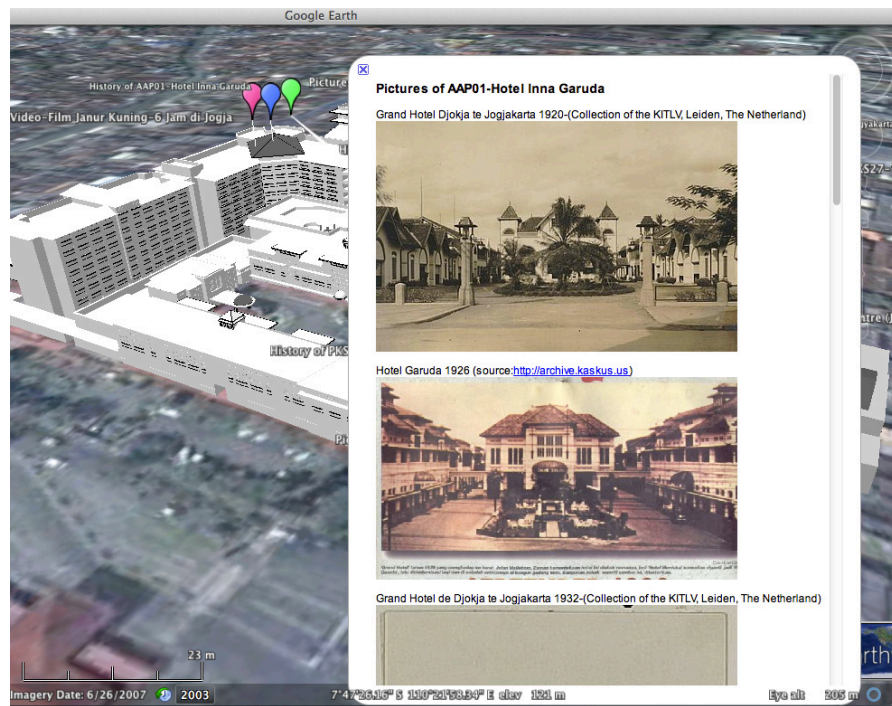 Google Earth
History of AAP01-Hotel Inna Garuda
Picture
Video-Film Janur Kuning-6 Jam di-Jogja
History of PKS
Pictures of AAP01-Hotel Inna Garuda
Grand Hotel Djokja te Jogjakarta 1920-(Collection of the KITLV, Leiden, The Netherland)
Hotel Garuda 1926 (source:http://archive.kaskus.us)
Grand Hotel de Djokja te Jogjakarta 1932-(Collection of the KITLV, Leiden, The Netherland)
23 m
Imagery Date: 6/26/2007
2003
7°47'26.16" S 110°21'58.34" E elev 121 m
Eye alt 205 m